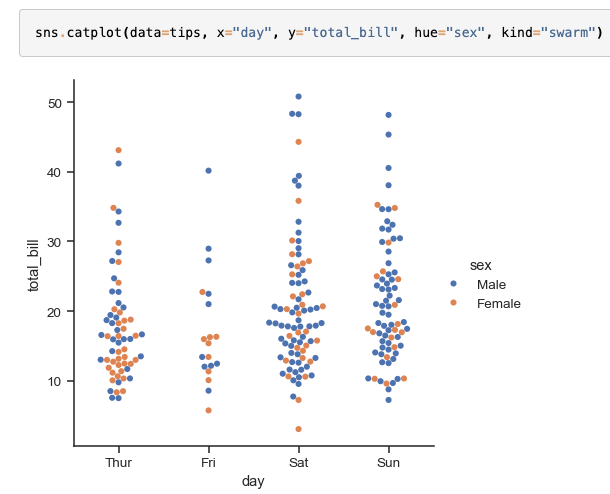 sns.catplot(data=tips, x="day", y="total_bill", hue="sex", kind="swarm")
50
40
30
20
10
total_bill
Thur Fri Sat Sun
day
sex
Male
Female